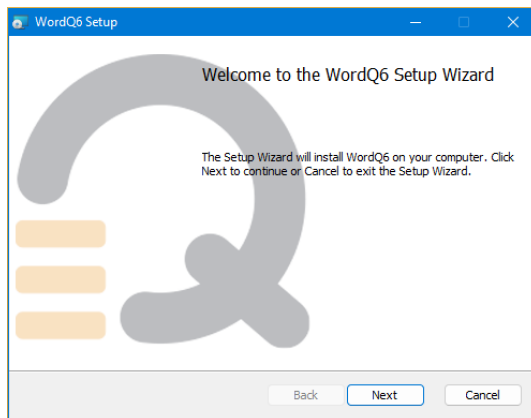 WordQ6 Setup
Welcome to the WordQ6 Setup Wizard
The Setup Wizard will install WordQ6 on your computer. Click
Next to continue or Cancel to exit the Setup Wizard.
Back
Next
Cancel